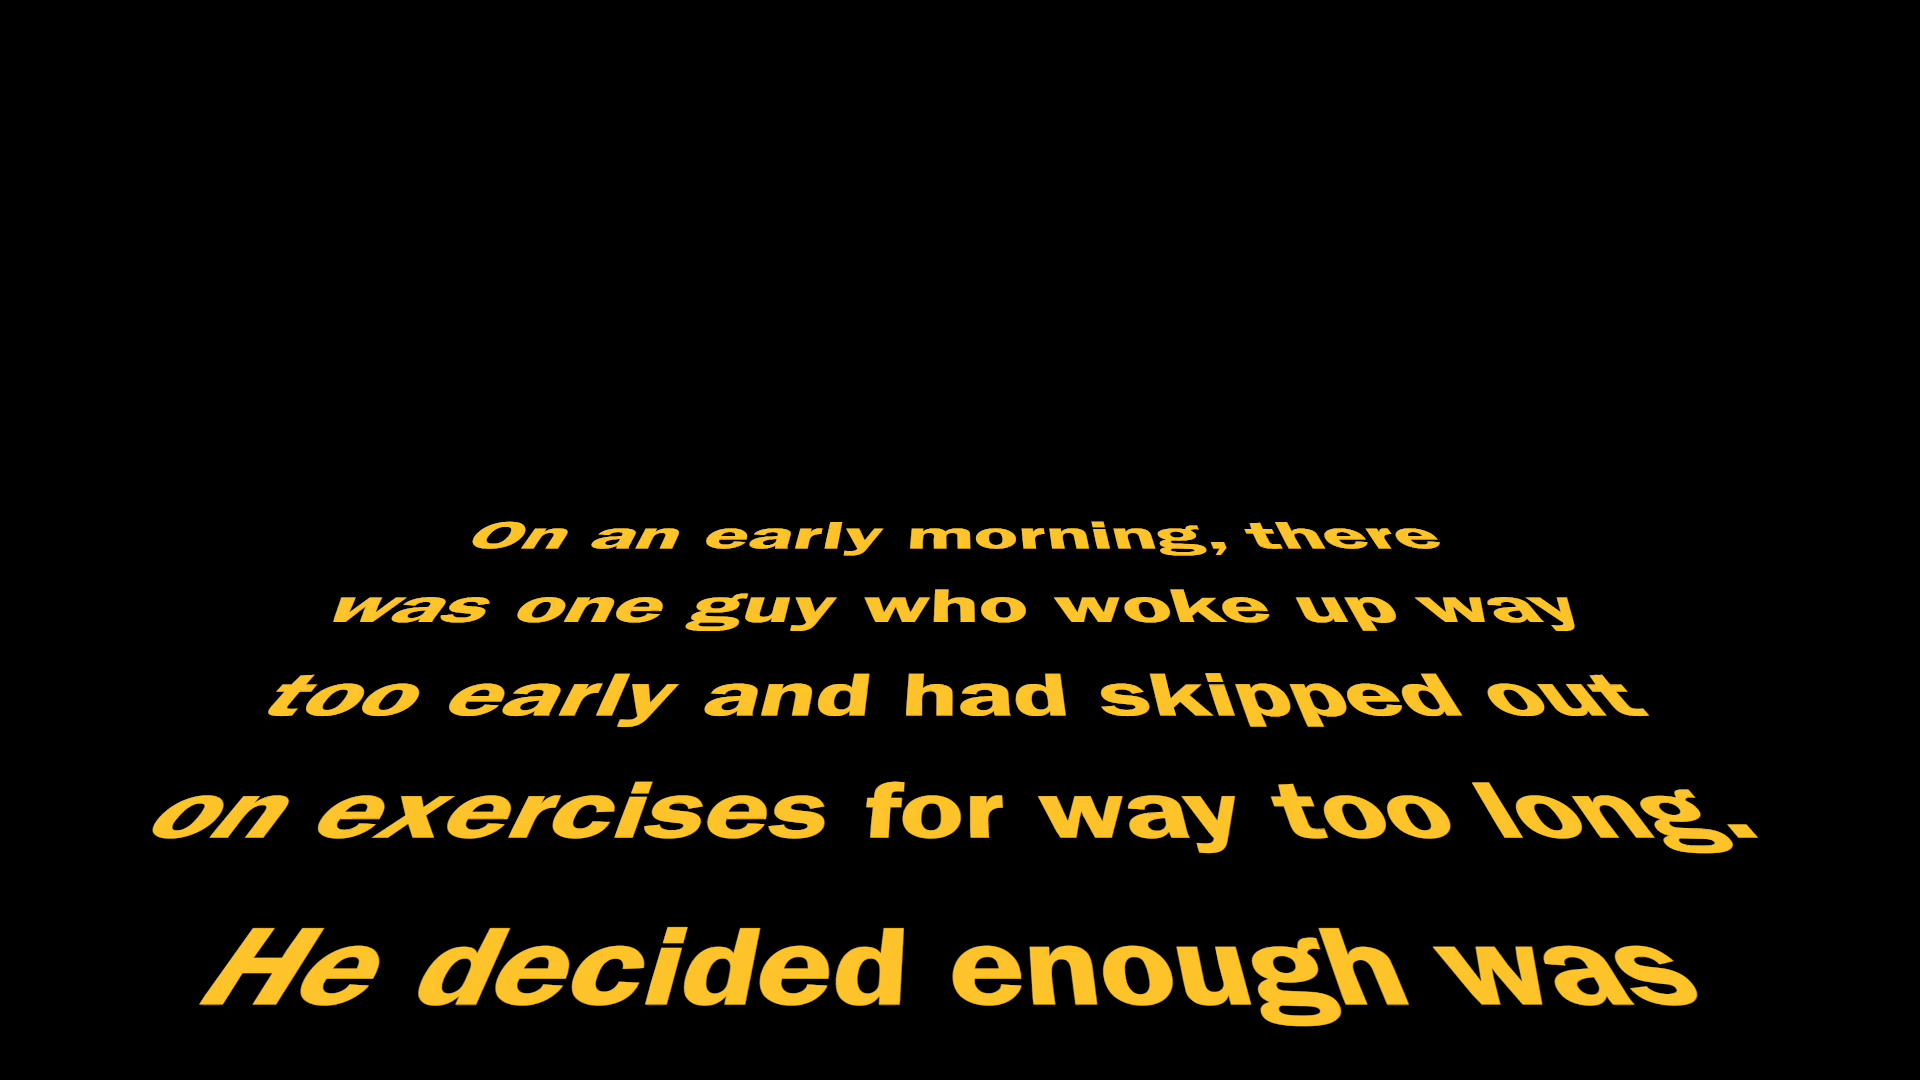 On an early morning, there
was one guy who woke up way
too early and had skipped out
on exercises for way too long.
He decided enough was